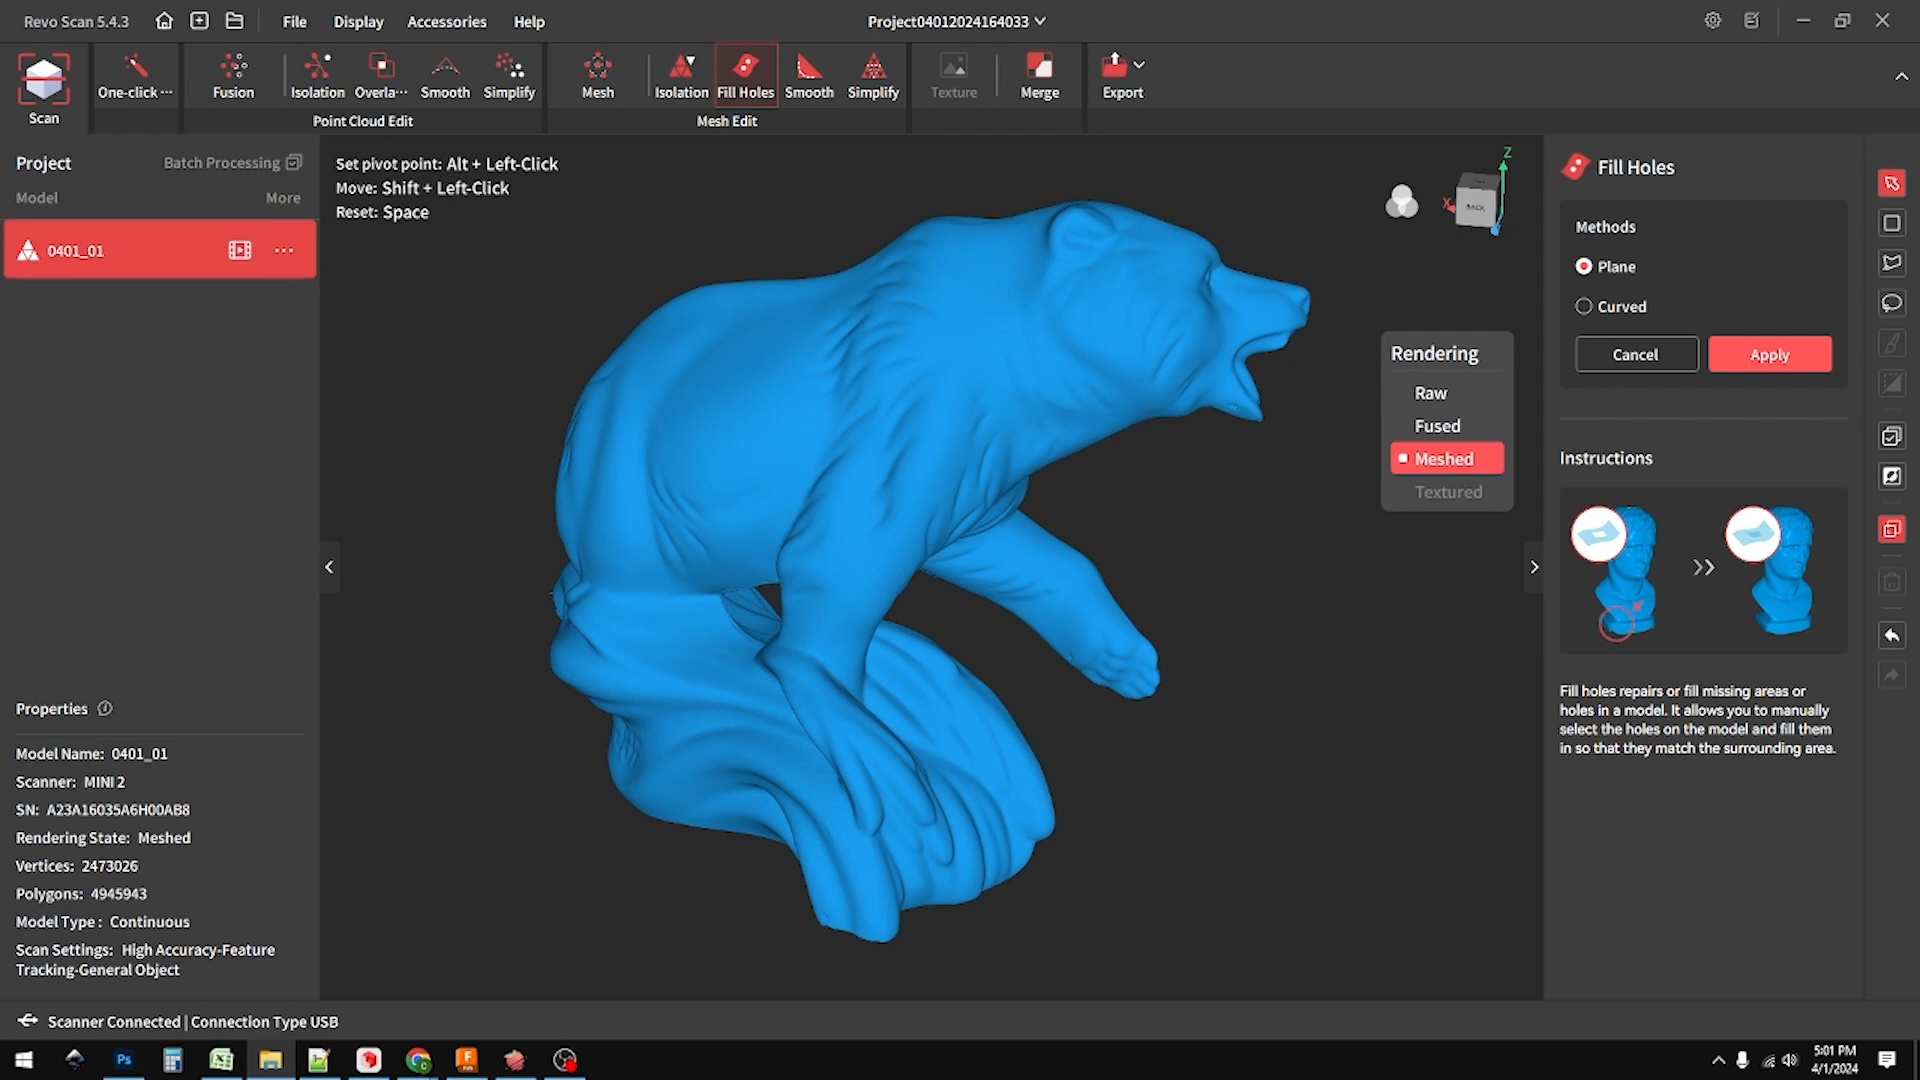 Revo Scan 5.4.3
File
Display
Accessories
Help
Project04012024164033
Scan
One-click ···
Fusion
Isolation
Overla···
Smooth
Simplify
Mesh
Isolation
Fill Holes
Smooth
Simplify
Texture
Merge
Export
Point Cloud Edit
Mesh Edit
Project
Batch Processing
Model
More
0401_01
Set pivot point: Alt + Left-Click
Move: Shift + Left-Click
Reset: Space
Z
X
BACK
Rendering
Raw
Fused
Meshed
Textured
Fill Holes
Methods
Plane
Curved
Cancel
Apply
Instructions
Fill holes repairs or fill missing areas or
holes in a model. It allows you to manually
select the holes on the model and fill them
in so that they match the surrounding area.
Properties
Model Name: 0401_01
Scanner: MINI 2
SN: A23A16035A6H00AB8
Rendering State: Meshed
Vertices: 2473026
Polygons: 4945943
Model Type : Continuous
Scan Settings: High Accuracy-Feature
Tracking-General Object
Scanner Connected | Connection Type USB
Ps
F
5:01 PM
4/1/2024